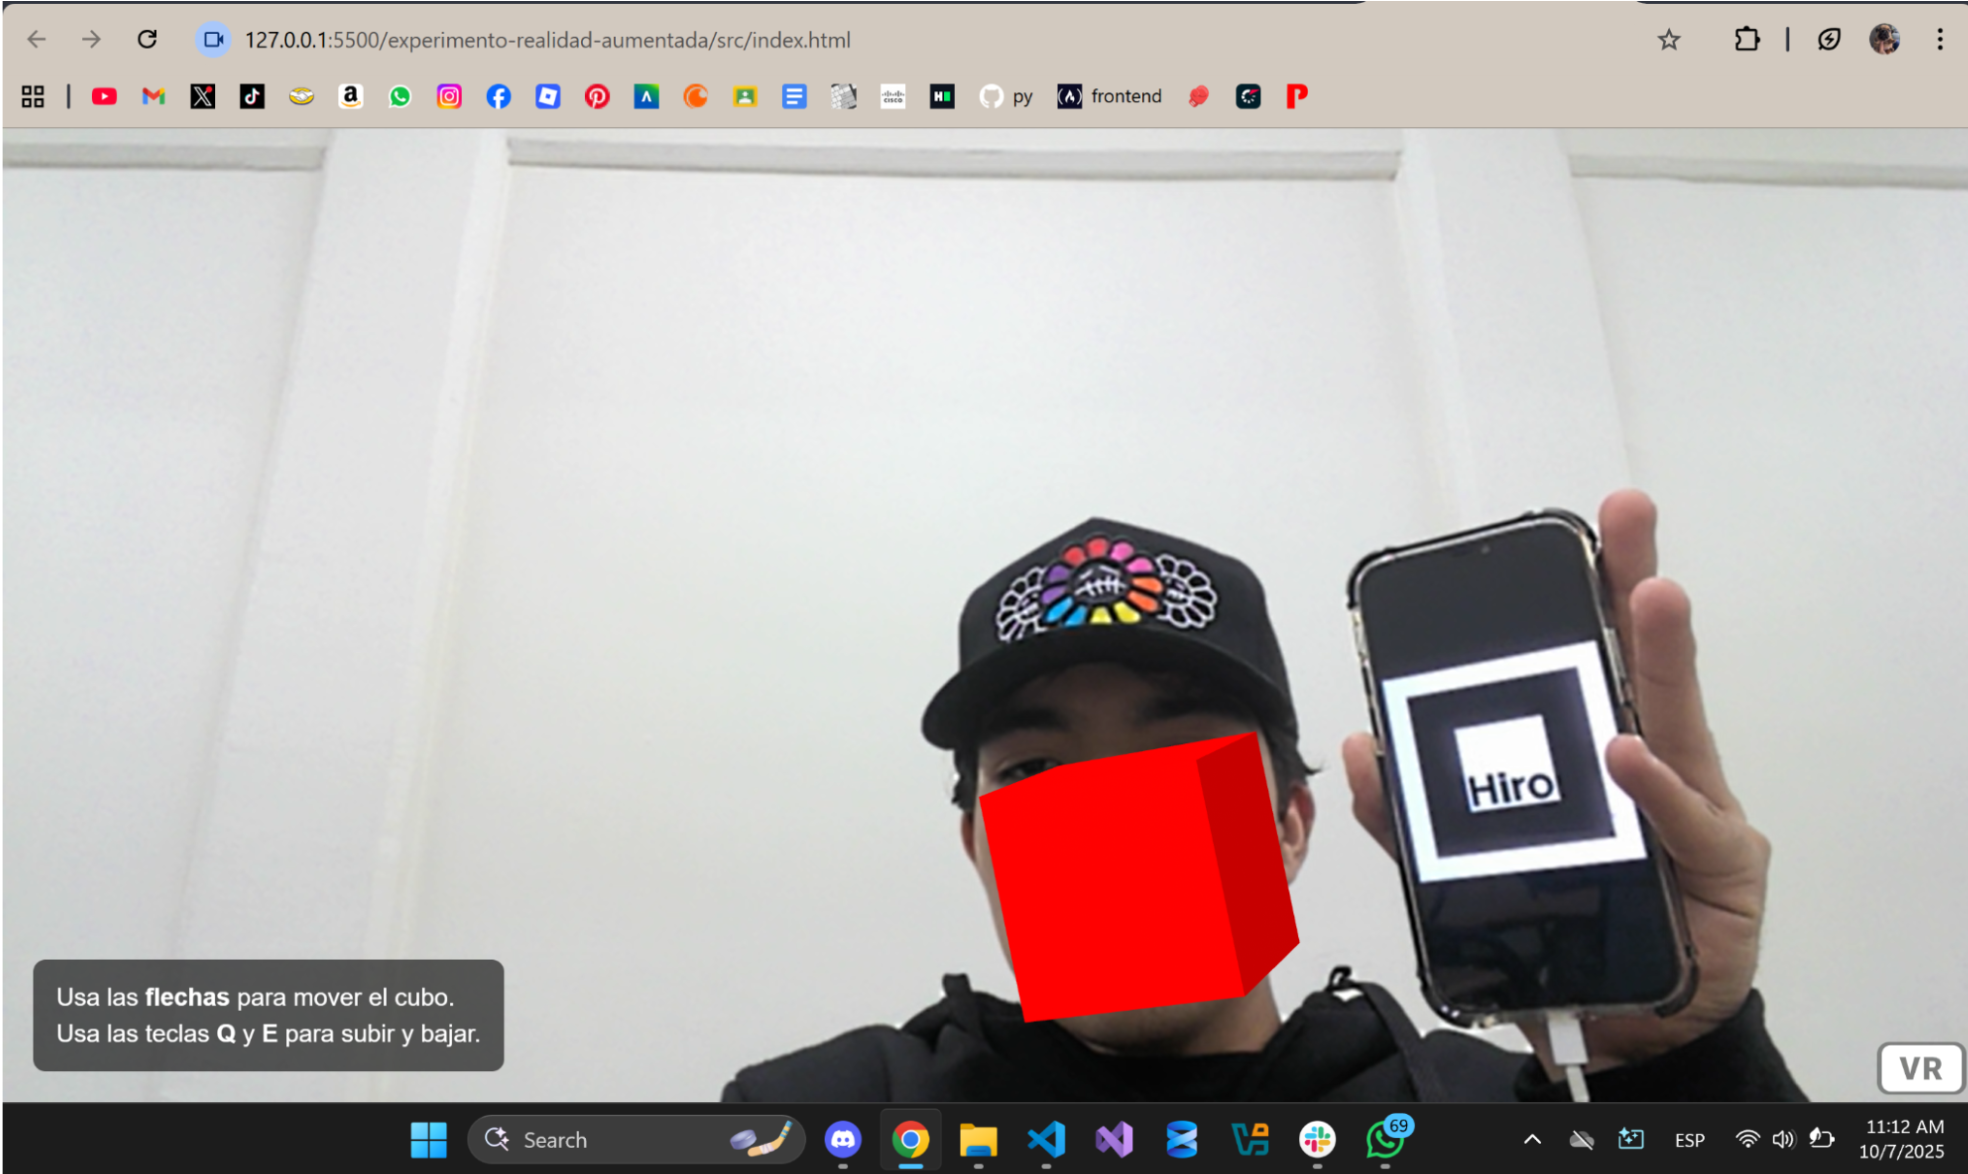 127.0.0.1:5500/experimento-realidad-aumentada/src/index.html
a
cisco
H
py
frontend
Hiro
Usa las flechas para mover el cubo.
Usa las teclas Q y E para subir y bajar.
VR
Search
69
ESP
11:12 AM
10/7/2025